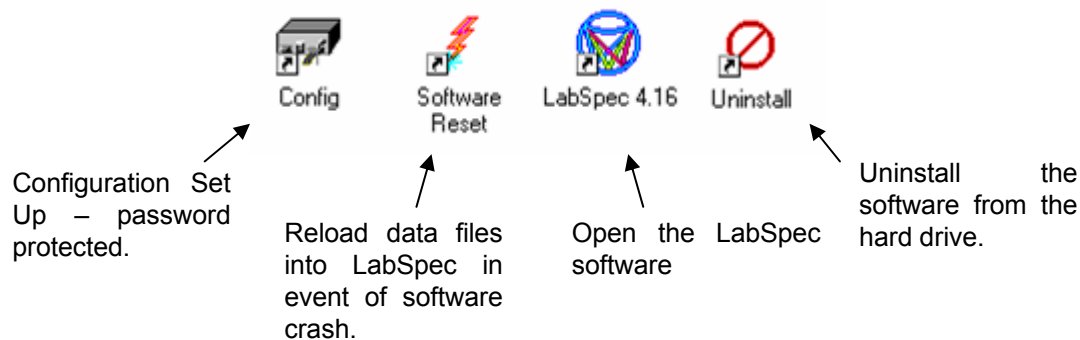 Config
Software
Reset
LabSpec 4.16
Uninstall
Configuration Set
Up – password
protected.
Reload data files
into LabSpec in
event of software
crash.
Open the LabSpec
software
Uninstall the
software from the
hard drive.